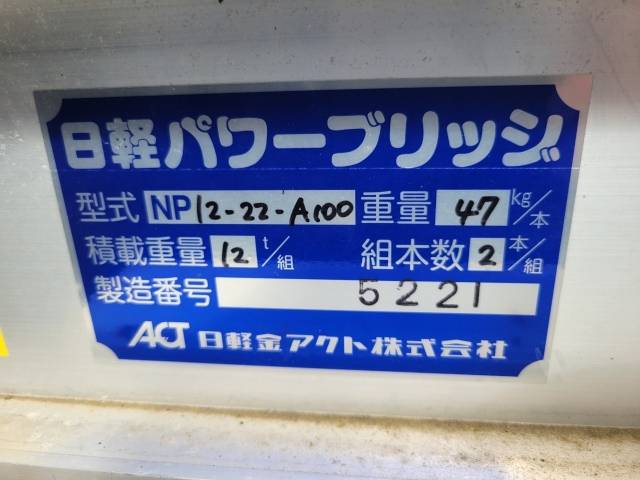 日軽パワーブリッジ
型式 NP12-22-A100 重量 47 kg/本
積載重量 12 t/組 組本数 2 本/組
製造番号 5221
ACT 日軽金アクト株式会社